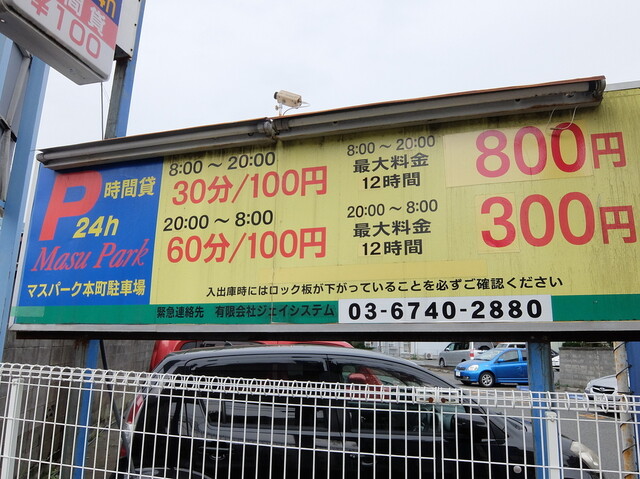 間貸
¥100
P 時間貸
24h
Masu Park
マスパーク本町駐車場
8:00～20:00
30分/100円
20:00～8:00
60分/100円
8:00～20:00
最大料金
12時間
800円
20:00～8:00
最大料金
12時間
300円
入出庫時にはロック板が下がっていることを必ずご確認ください
緊急連絡先 有限会社ジェイシステム 03-6740-2880